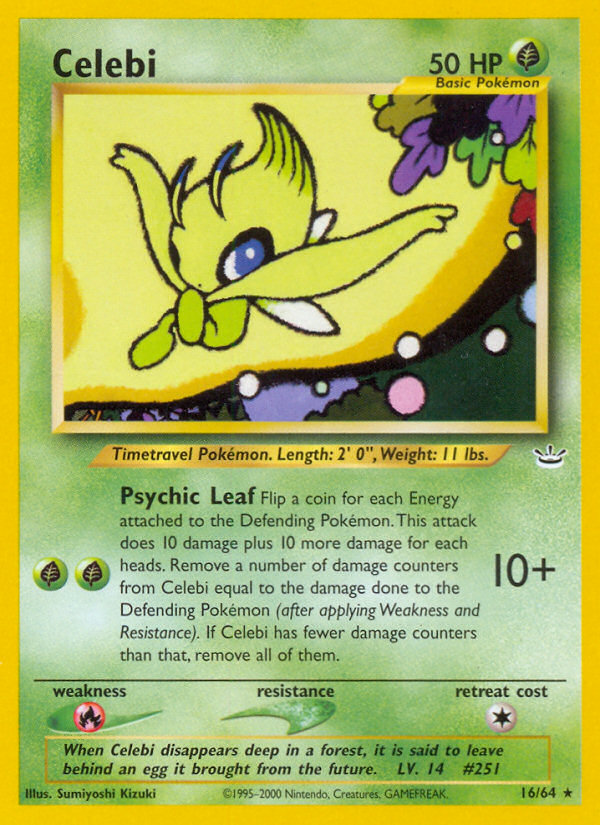 Celebi
50 HP
Basic Pokémon
Timetravel Pokémon. Length: 2' 0", Weight: 11 lbs.
Psychic Leaf Flip a coin for each Energy
attached to the Defending Pokémon. This attack
does 10 damage plus 10 more damage for each
heads. Remove a number of damage counters
from Celebi equal to the damage done to the
Defending Pokémon (after applying Weakness and
Resistance). If Celebi has fewer damage counters
than that, remove all of them.
10+
weakness resistance retreat cost
When Celebi disappears deep in a forest, it is said to leave
behind an egg it brought from the future. LV. 14 #251
Illus. Sumiyoshi Kizuki ©1995-2000 Nintendo, Creatures, GAMEFREAK. 16/64 ★